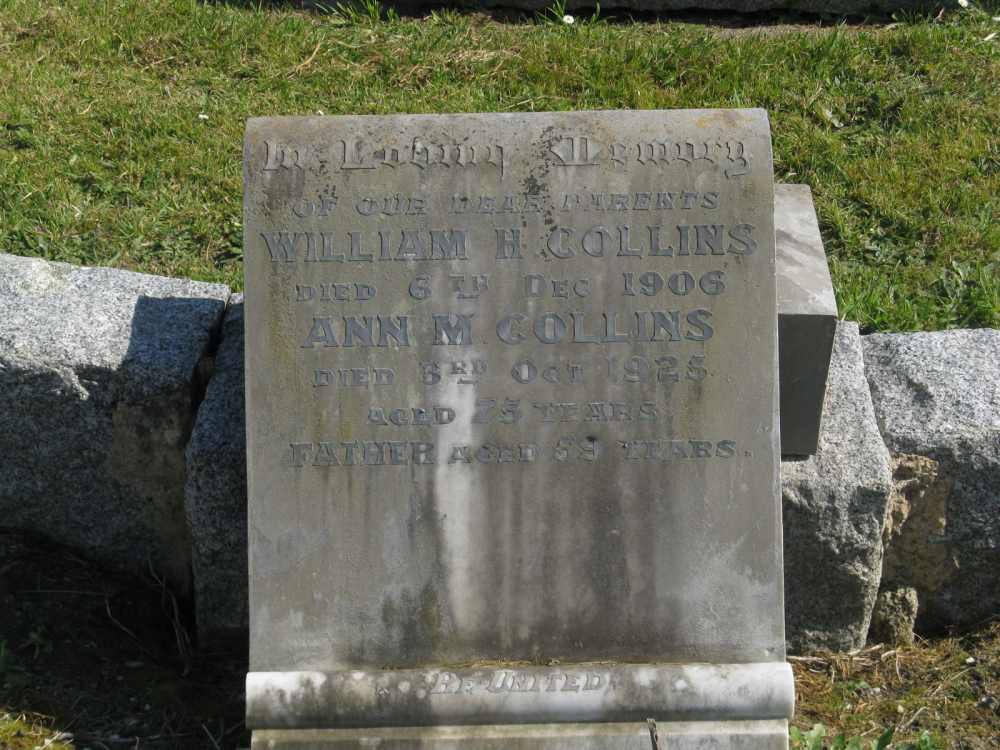 In Loving Memory
OF OUR DEAR PARENTS
WILLIAM H COLLINS
DIED 6TH DEC 1906
ANN M COLLINS
DIED 3RD OCT 1925.
AGED 75 YEARS
FATHER AGED 59 YEARS.
RE-UNITED